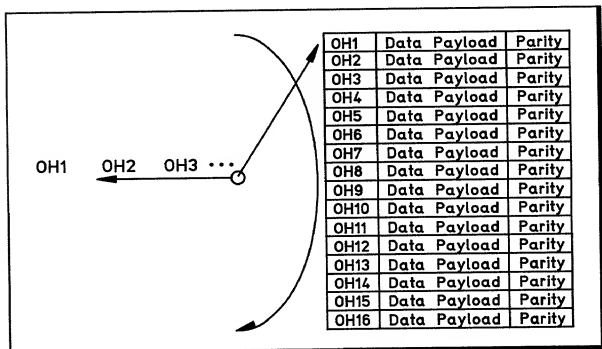 OH1 OH2 OH3 •••
OH1 Data Payload Parity
OH2 Data Payload Parity
OH3 Data Payload Parity
OH4 Data Payload Parity
OH5 Data Payload Parity
OH6 Data Payload Parity
OH7 Data Payload Parity
OH8 Data Payload Parity
OH9 Data Payload Parity
OH10 Data Payload Parity
OH11 Data Payload Parity
OH12 Data Payload Parity
OH13 Data Payload Parity
OH14 Data Payload Parity
OH15 Data Payload Parity
OH16 Data Payload Parity